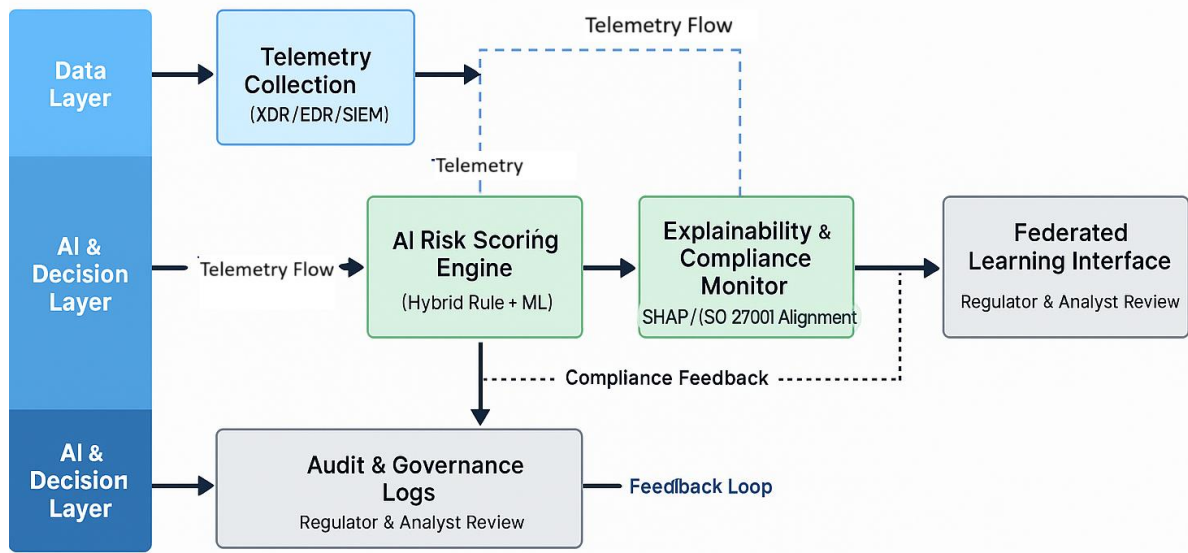 Data
Layer
Telemetry
Collection
(XDR/EDR/SIEM)
Telemetry Flow
Telemetry
AI &
Decision
Layer
Telemetry Flow
AI Risk Scoring
Engine
(Hybrid Rule + ML)
Explainability &
Compliance
Monitor
SHAP/(SO 27001 Alignment
Federated
Learning Interface
Regulator & Analyst Review
Compliance Feedback
AI &
Decision
Layer
Audit & Governance
Logs
Regulator & Analyst Review
Feedback Loop